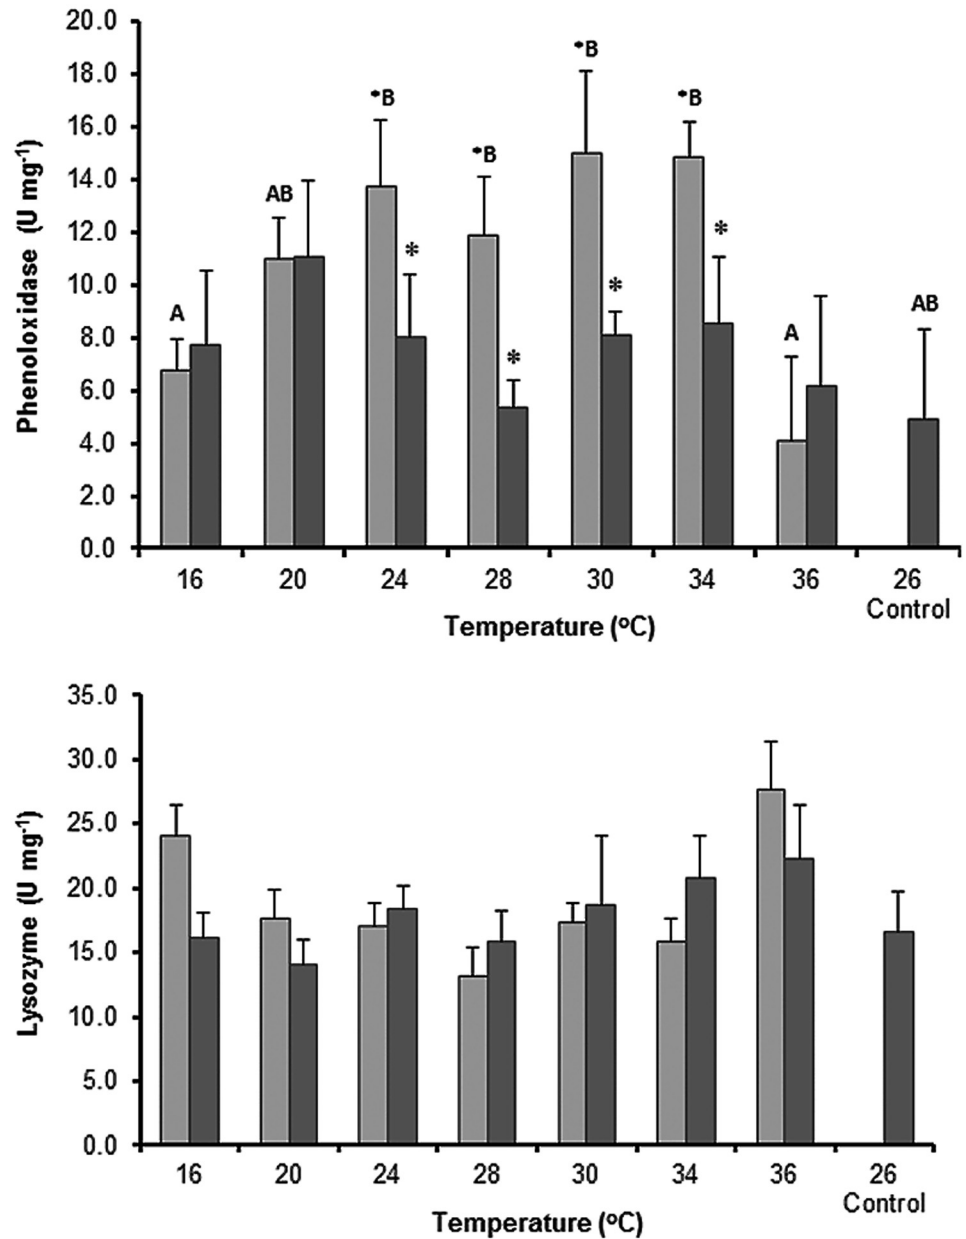 20.0
18.0
16.0
14.0
12.0
10.0
8.0
6.0
4.0
2.0
0.0
Phenoloxidase (U mg-1)
A
AB
*B
*
*B
*
*B
*
*B
*
A
AB
16 20 24 28 30 34 36 26
Control
Temperature (oC)
35.0
30.0
25.0
20.0
15.0
10.0
5.0
0.0
Lysozyme (U mg-1)
16 20 24 28 30 34 36 26
Control
Temperature (oC)